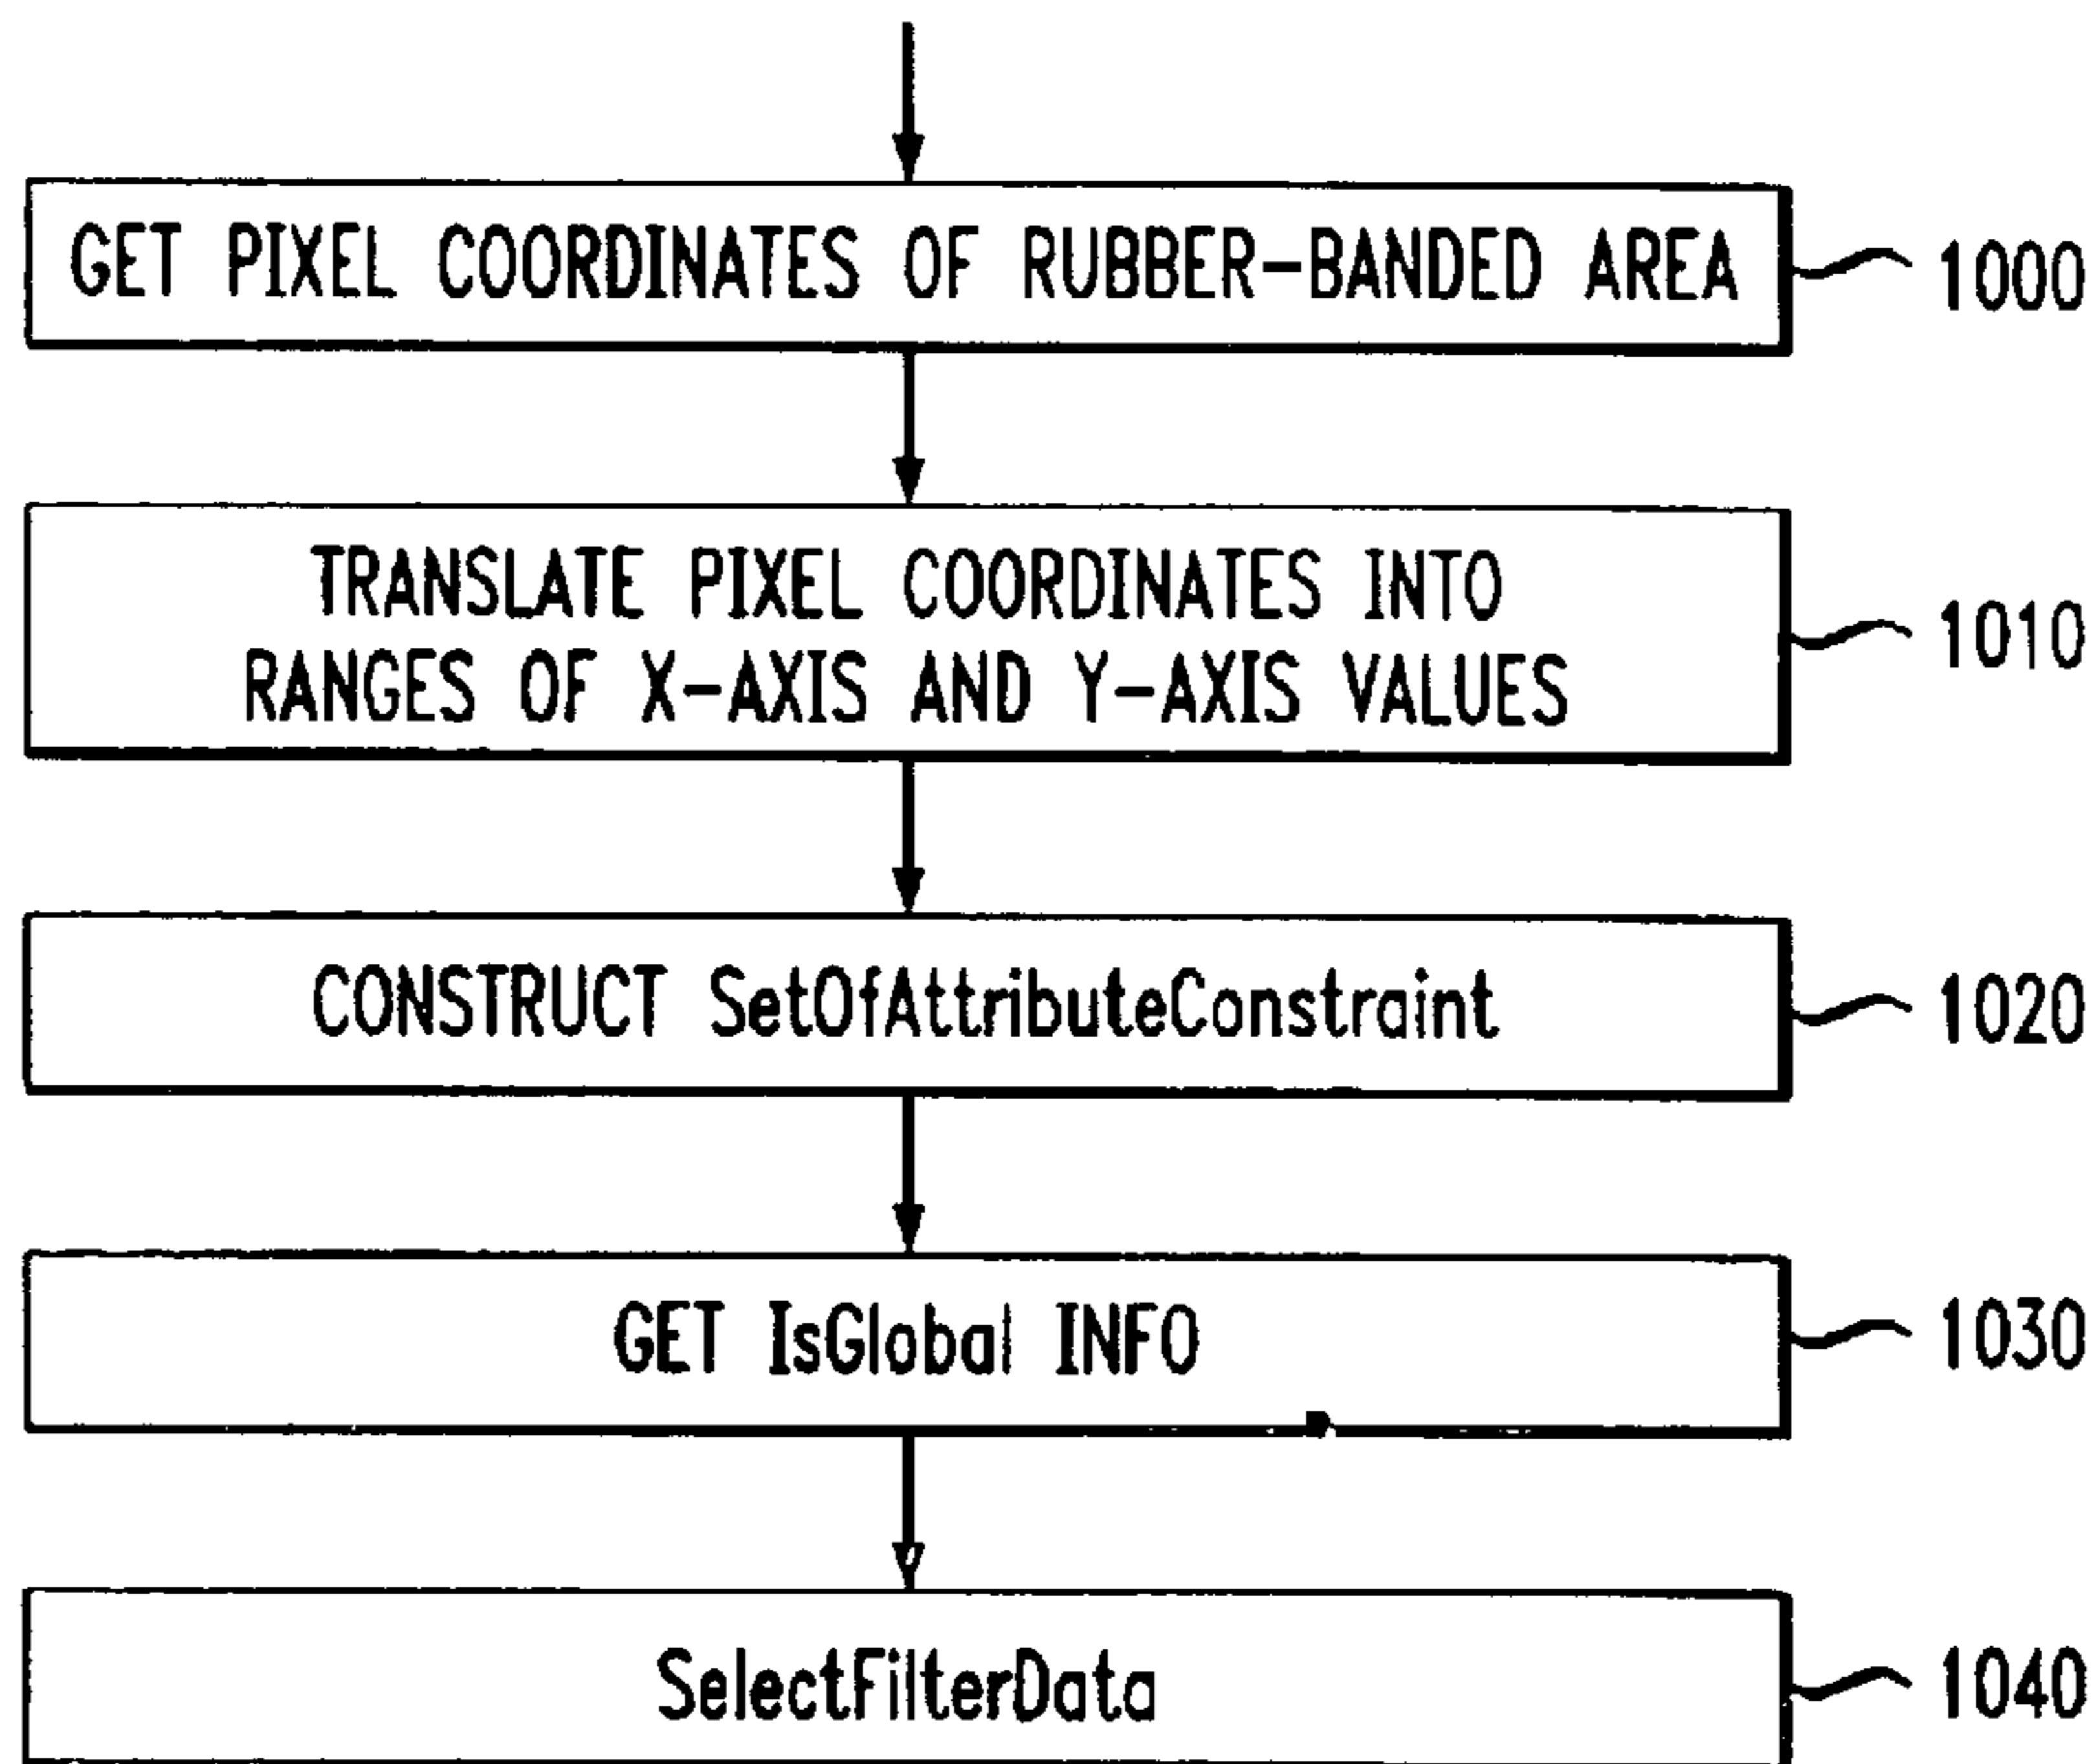 GET PIXEL COORDINATES OF RUBBER-BANDED AREA
1000
TRANSLATE PIXEL COORDINATES INTO
RANGES OF X-AXIS AND Y-AXIS VALUES
1010
CONSTRUCT SetOfAttributeConstraint
1020
GET IsGlobal INFO
1030
SelectFilterData
1040